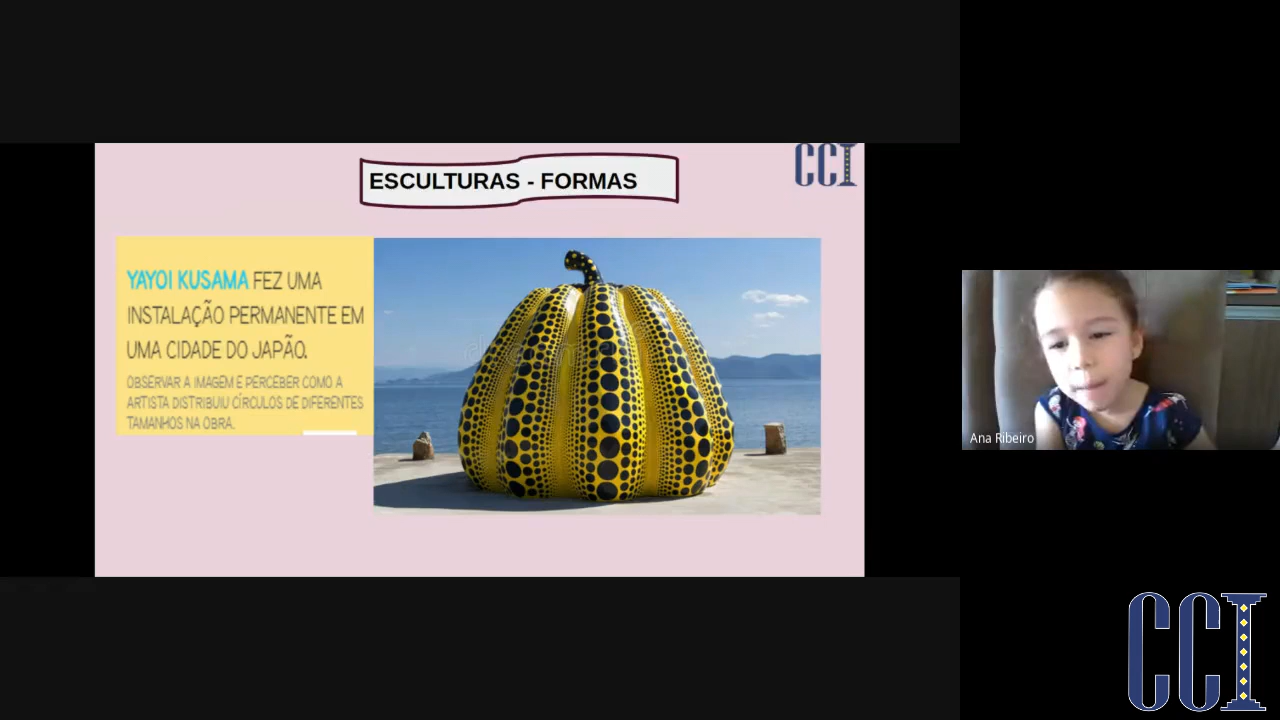 ESCULTURAS - FORMAS
CCI
YAYOI KUSAMA FEZ UMA
INSTALAÇÃO PERMANENTE EM
UMA CIDADE DO JAPÃO.
OBSERVAR A IMAGEM E PERCEBER COMO A
ARTISTA DISTRIBUIU CÍRCULOS DE DIFERENTES
TAMANHOS NA OBRA.
Ana Ribeiro
CCI